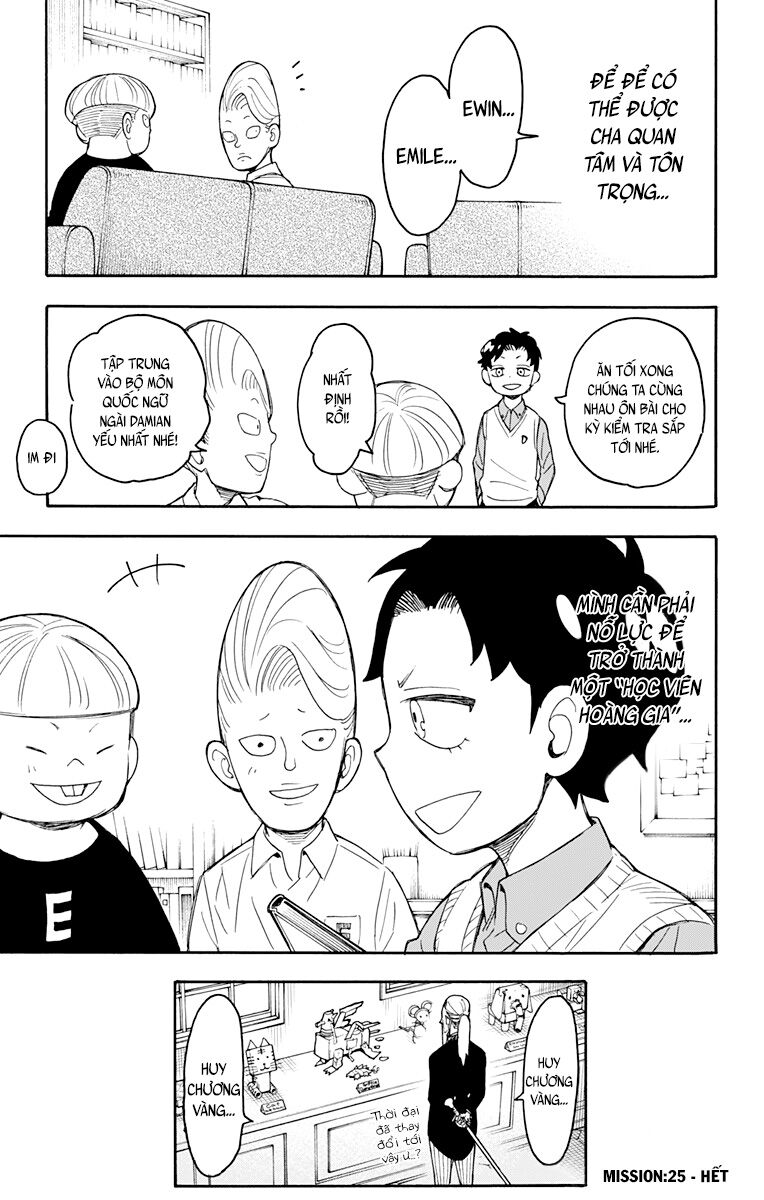 ĐỂ ĐỂ CÓ
THỂ ĐƯỢC
CHA QUAN
TÂM VÀ TÔN
TRỌNG...
EWIN...
EMILE...
ĂN TỐI XONG
CHÚNG TA CÙNG
NHAU ÔN BÀI CHO
KỲ KIỂM TRA SẮP
TỚI NHÉ.
D
NHẤT
ĐỊNH
RỒI!
TẬP TRUNG
VÀO BỘ MÔN
QUỐC NGỮ
NGÀI DAMIAN
YẾU NHẤT NHÉ!
IM ĐI
MÌNH CẦN PHẢI
NỖ LỰC ĐỂ
TRỞ THÀNH
MỘT "HỌC VIÊN
HOÀNG GIA"...
E
E
HUY
CHƯƠNG
VÀNG...
Thời đại
đã thay
đổi tới
vậy ư...?
HUY
CHƯƠNG
VÀNG...
MISSION:25 - HẾT